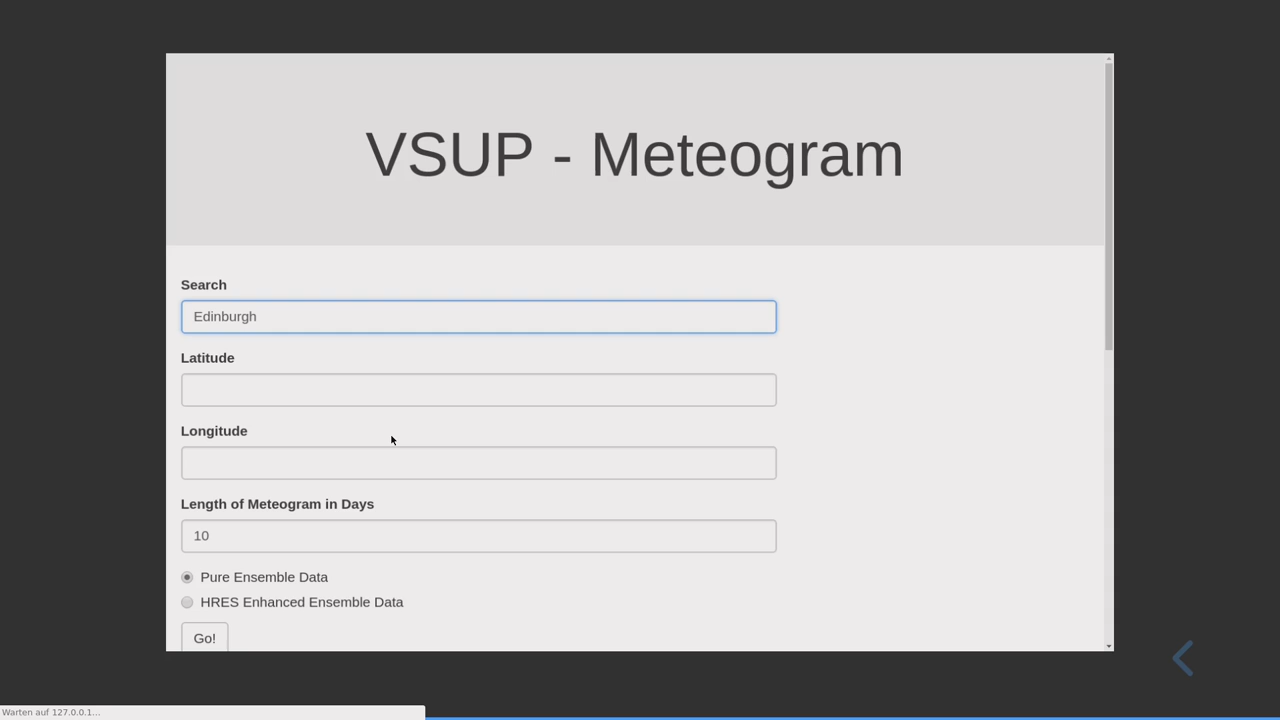 VSUP - Meteogram
Search
Edinburgh
Latitude
Longitude
Length of Meteogram in Days
10
Pure Ensemble Data
HRES Enhanced Ensemble Data
Go!
Warten auf 127.0.0.1...